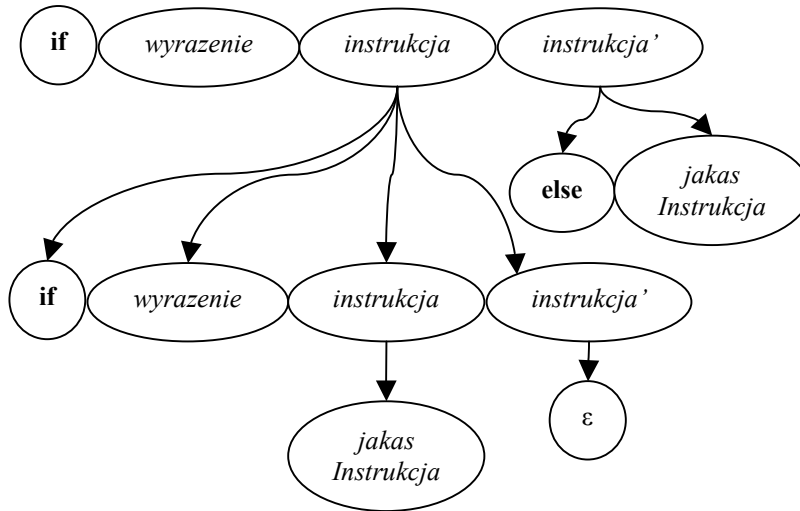 if wyrazenie instrukcja instrukcja’
else jakas
Instrukcja
if wyrazenie instrukcja instrukcja’
jakas
Instrukcja
ε